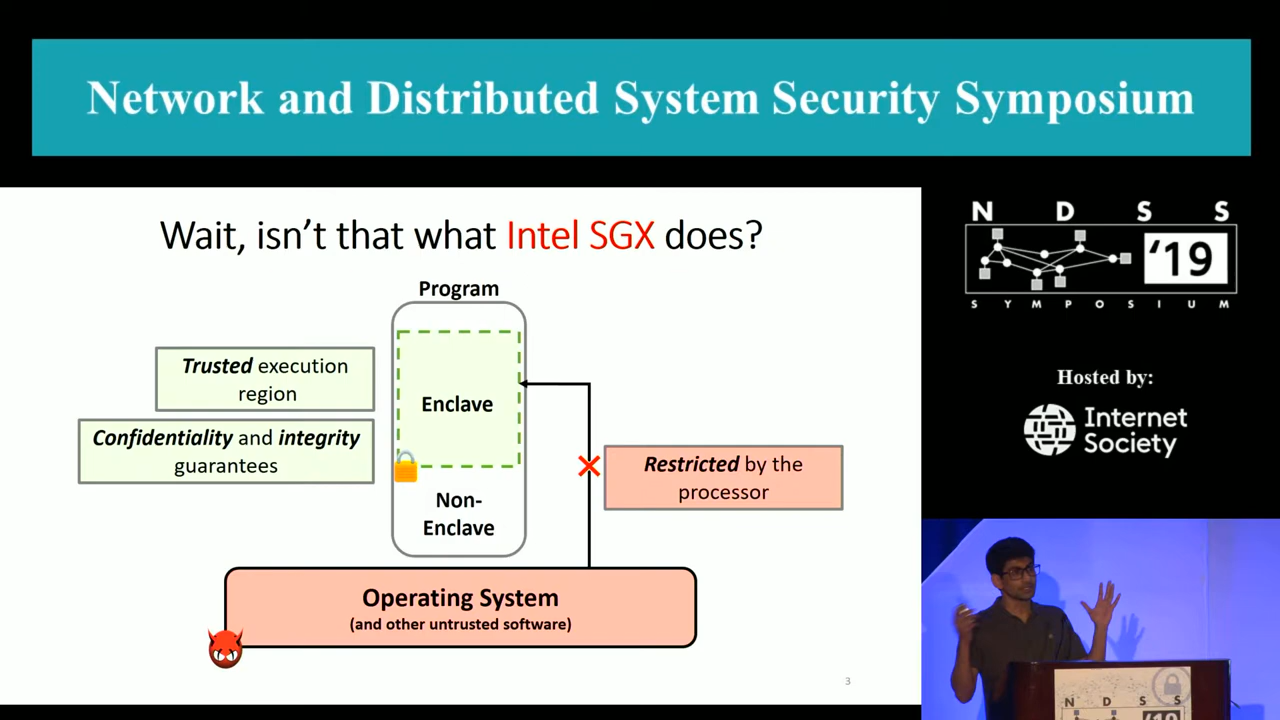 Network and Distributed System Security Symposium
Wait, isn't that what Intel SGX does?
Program
Trusted execution
region
Confidentiality and integrity
guarantees
Enclave
Non-
Enclave
Restricted by the
processor
Operating System
(and other untrusted software)
3
N D S S
'19
S Y M P O S I U M
Hosted by:
Internet
Society
N D S S
'19